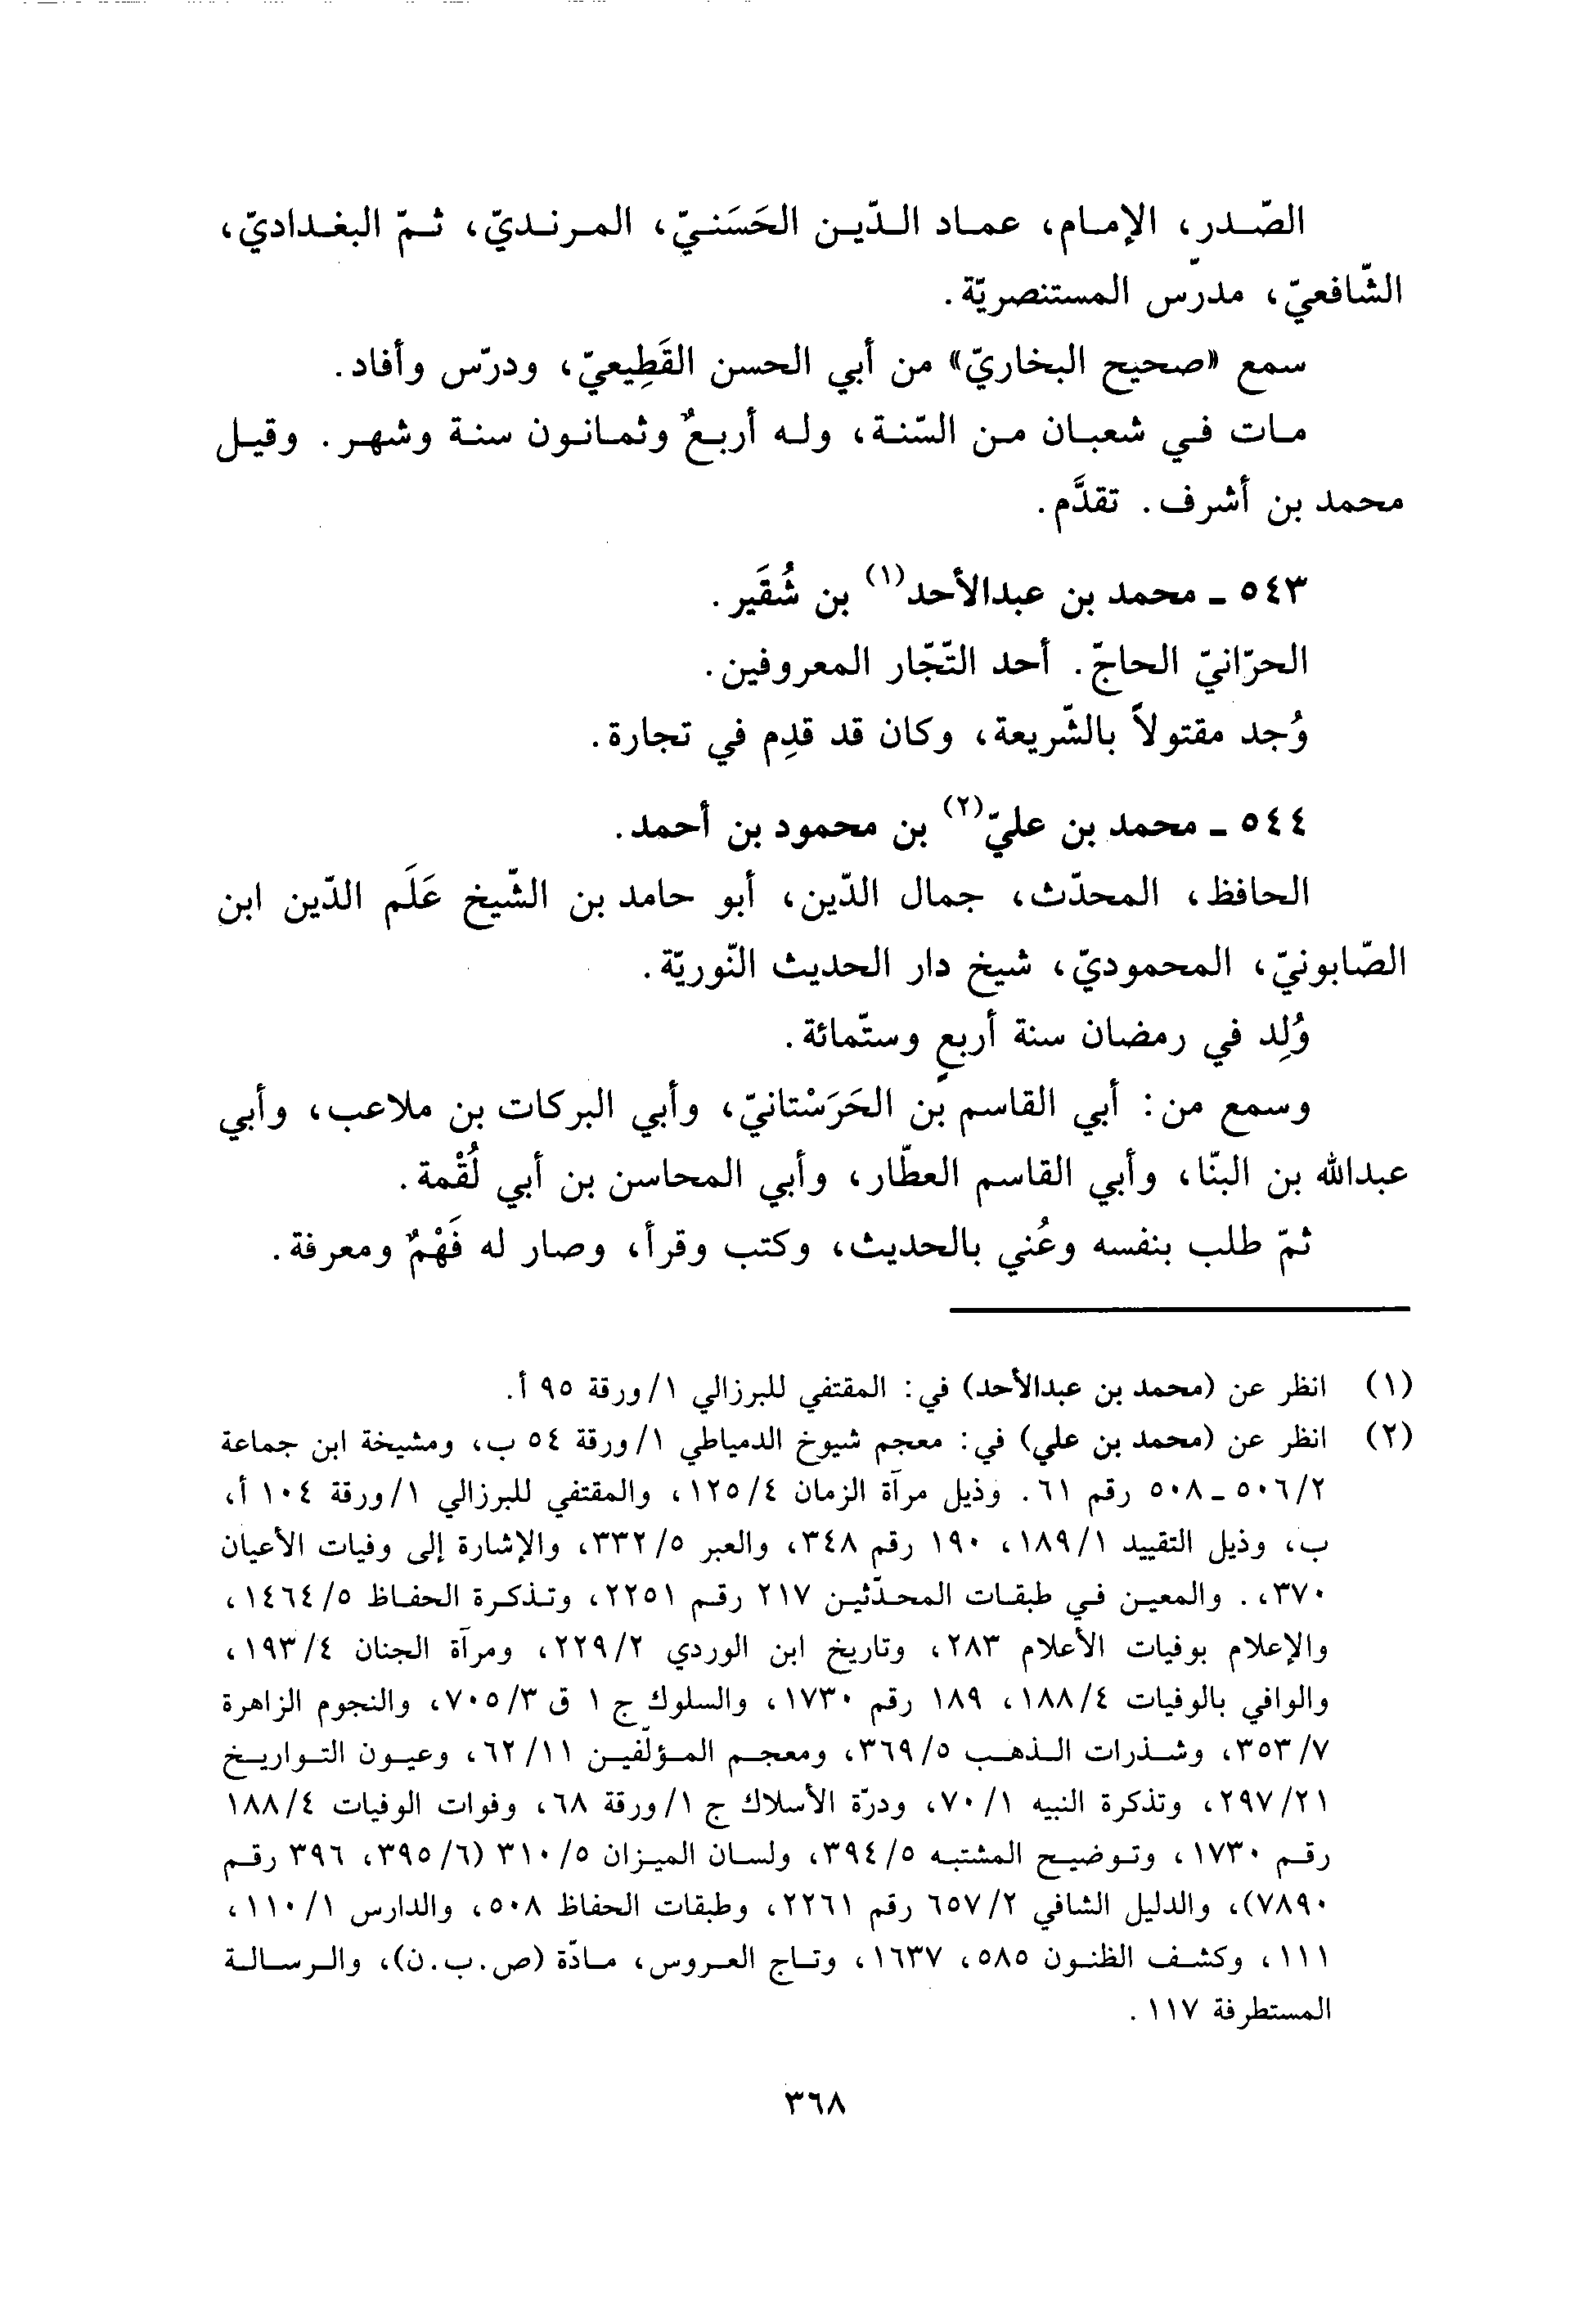 الصّدر، الإمام، عماد الدّين الحَسَنيّ، المرنديّ، ثمّ البغداديّ،
الشّافعيّ، مدرّس المستنصريّة.
سمع «صحيح البخاريّ» من أبي الحسن القَطِيعيّ، ودرّس وأفاد.
مات في شعبان من السّنة، وله أربعٌ وثمانون سنة وشهر. وقيل
محمد بن أشرف. تقدَّم.
٥٤٣ ـ محمد بن عبدالأحد(١) بن شُقَير.
الحرّانيّ الحاجّ. أحد التّجّار المعروفين.
وُجد مقتولاً بالشّريعة، وكان قد قدِم في تجارة.
٥٤٤ ـ محمد بن عليّ(٢) بن محمود بن أحمد.
الحافظ، المحدّث، جمال الدّين، أبو حامد بن الشّيخ عَلَم الدّين ابن
الصّابونيّ، المحموديّ، شيخ دار الحديث النّوريّة.
وُلِد في رمضان سنة أربعٍ وستّمائة.
وسمع من: أبي القاسم بن الحَرَسْتانيّ، وأبي البركات بن ملاعب، وأبي
عبدالله بن البنّا، وأبي القاسم العطّار، وأبي المحاسن بن أبي لُقْمة.
ثمّ طلب بنفسه وعُني بالحديث، وكتب وقرأ، وصار له فَهْمٌ ومعرفة.
(١) انظر عن (محمد بن عبدالأحد) في: المقتفي للبرزالي ١/ورقة ٩٥ أ.
(٢) انظر عن (محمد بن علي) في: معجم شيوخ الدمياطي ١/ورقة ٥٤ ب، ومشيخة ابن جماعة
٢/٥٠٦ ـ ٥٠٨ رقم ٦١. وذيل مرآة الزمان ٤/١٢٥، والمقتفي للبرزالي ١/ورقة ١٠٤ أ،
ب، وذيل التقييد ١/١٨٩، ١٩٠ رقم ٣٤٨، والعبر ٥/٣٣٢، والإشارة إلى وفيات الأعيان
٣٧٠،. والمعين في طبقات المحدّثين ٢١٧ رقم ٢٢٥١، وتذكرة الحفاظ ٥/١٤٦٤،
والإعلام بوفيات الأعلام ٢٨٣، وتاريخ ابن الوردي ٢/٢٢٩، ومرآة الجنان ٤/١٩٣،
والوافي بالوفيات ٤/١٨٨، ١٨٩ رقم ١٧٣٠، والسلوك ج ١ ق ٣/٧٠٥، والنجوم الزاهرة
٧/٣٥٣، وشذرات الذهب ٥/٣٦٩، ومعجم المؤلّفين ١١/٦٢، وعيون التواريخ
٢١/٢٩٧، وتذكرة النبيه ١/٧٠، ودرّة الأسلاك ج ١/ورقة ٦٨، وفوات الوفيات ٤/١٨٨
رقم ١٧٣٠، وتوضيح المشتبه ٥/٣٩٤، ولسان الميزان ٥/٣١٠ (٦/٣٩٥، ٣٩٦ رقم
٧٨٩٠)، والدليل الشافي ٢/٦٥٧ رقم ٢٢٦١، وطبقات الحفاظ ٥٠٨، والدارس ١/١١٠،
١١١، وكشف الظنون ٥٨٥، ١٦٣٧، وتاج العروس، مادّة (ص.ب.ن)، والرسالة
المستطرفة ١١٧.
٣٦٨